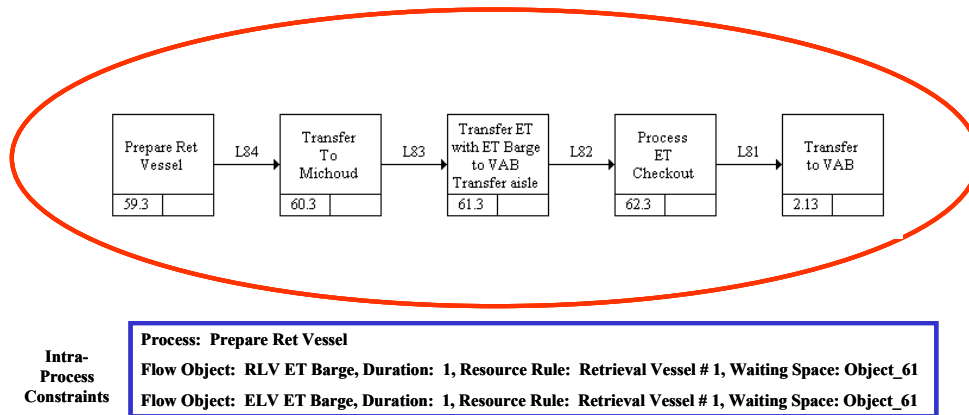 Prepare Ret
Vessel
59.3
L84
Transfer
To
Michoud
60.3
L83
Transfer ET
with ET Barge
to VAB
Transfer aisle
61.3
L82
Process
ET
Checkout
62.3
L81
Transfer
to VAB
2.13
Intra-
Process
Constraints
Process: Prepare Ret Vessel
Flow Object: RLV ET Barge, Duration: 1, Resource Rule: Retrieval Vessel # 1, Waiting Space: Object_61
Flow Object: ELV ET Barge, Duration: 1, Resource Rule: Retrieval Vessel # 1, Waiting Space: Object_61